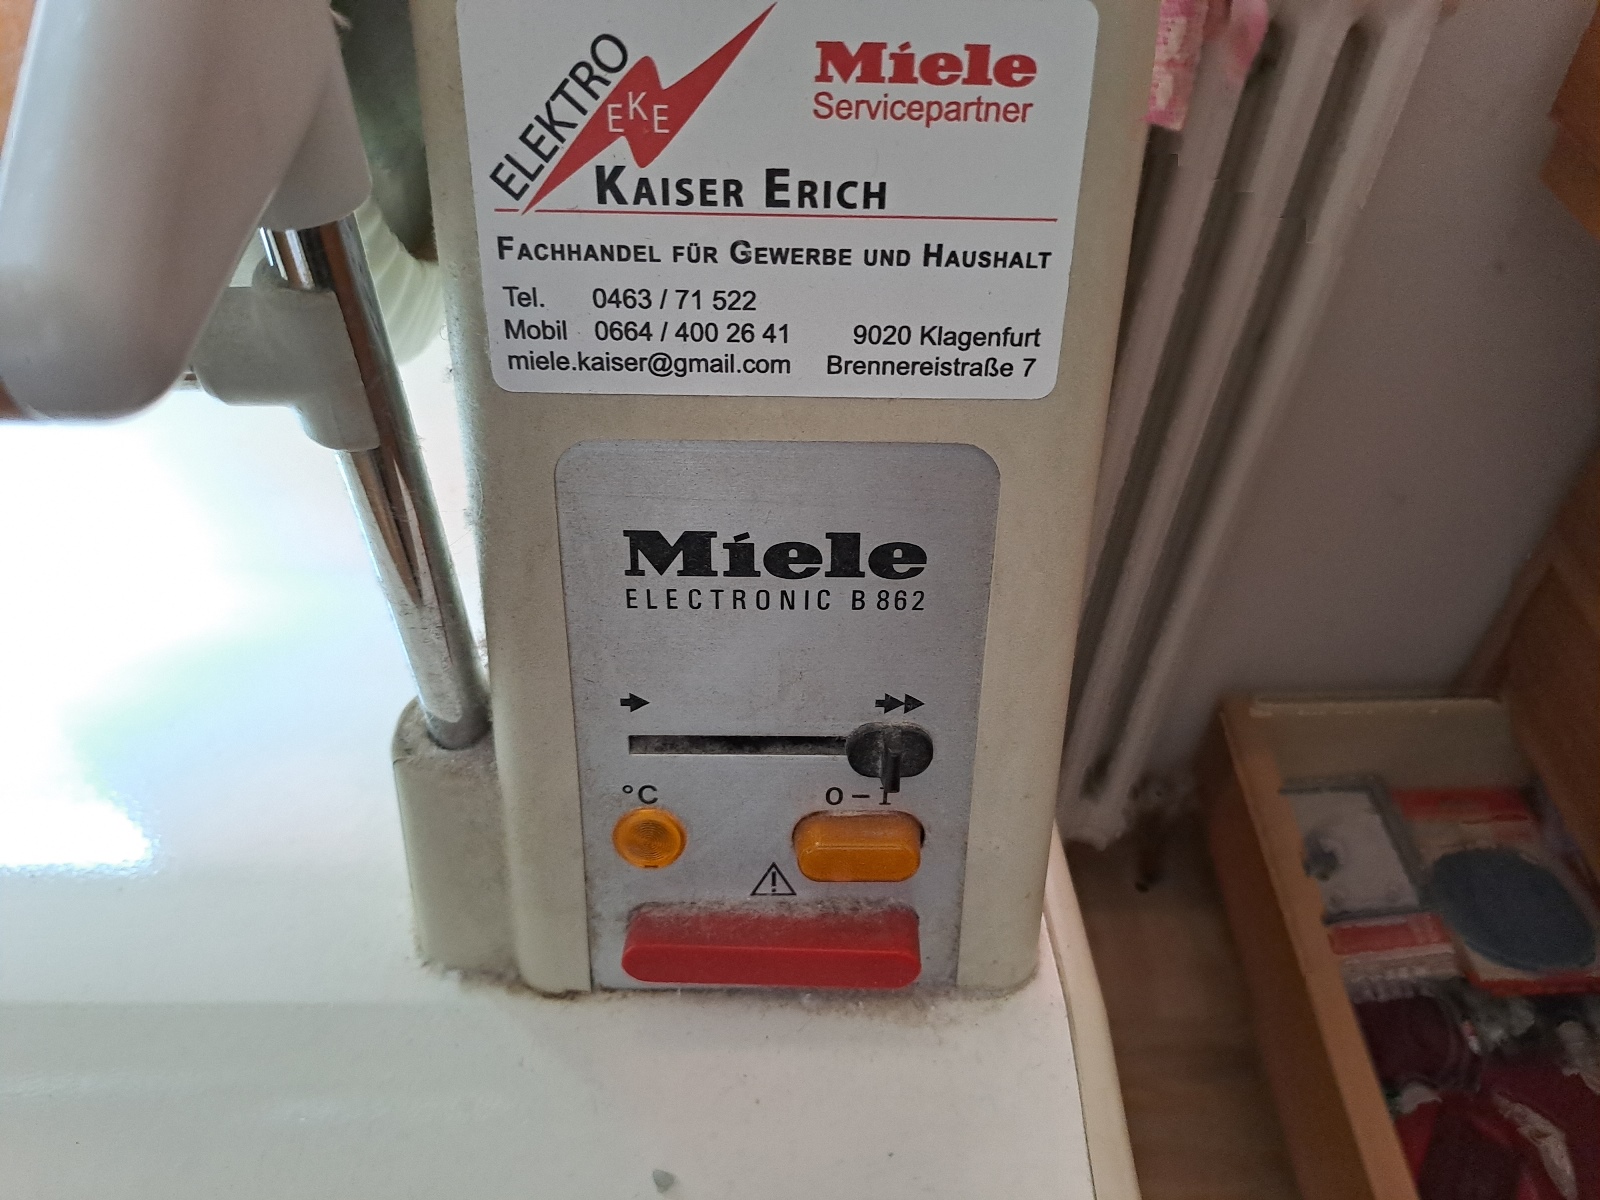 ELEKTRO
EKE
Miele
Servicepartner
KAISER ERICH
FACHHANDEL FÜR GEWERBE UND HAUSHALT
Tel. 0463 / 71 522
Mobil 0664 / 400 26 41 9020 Klagenfurt
miele.kaiser@gmail.com Brennereistraße 7
Miele
ELECTRONIC B 862
°C O – I